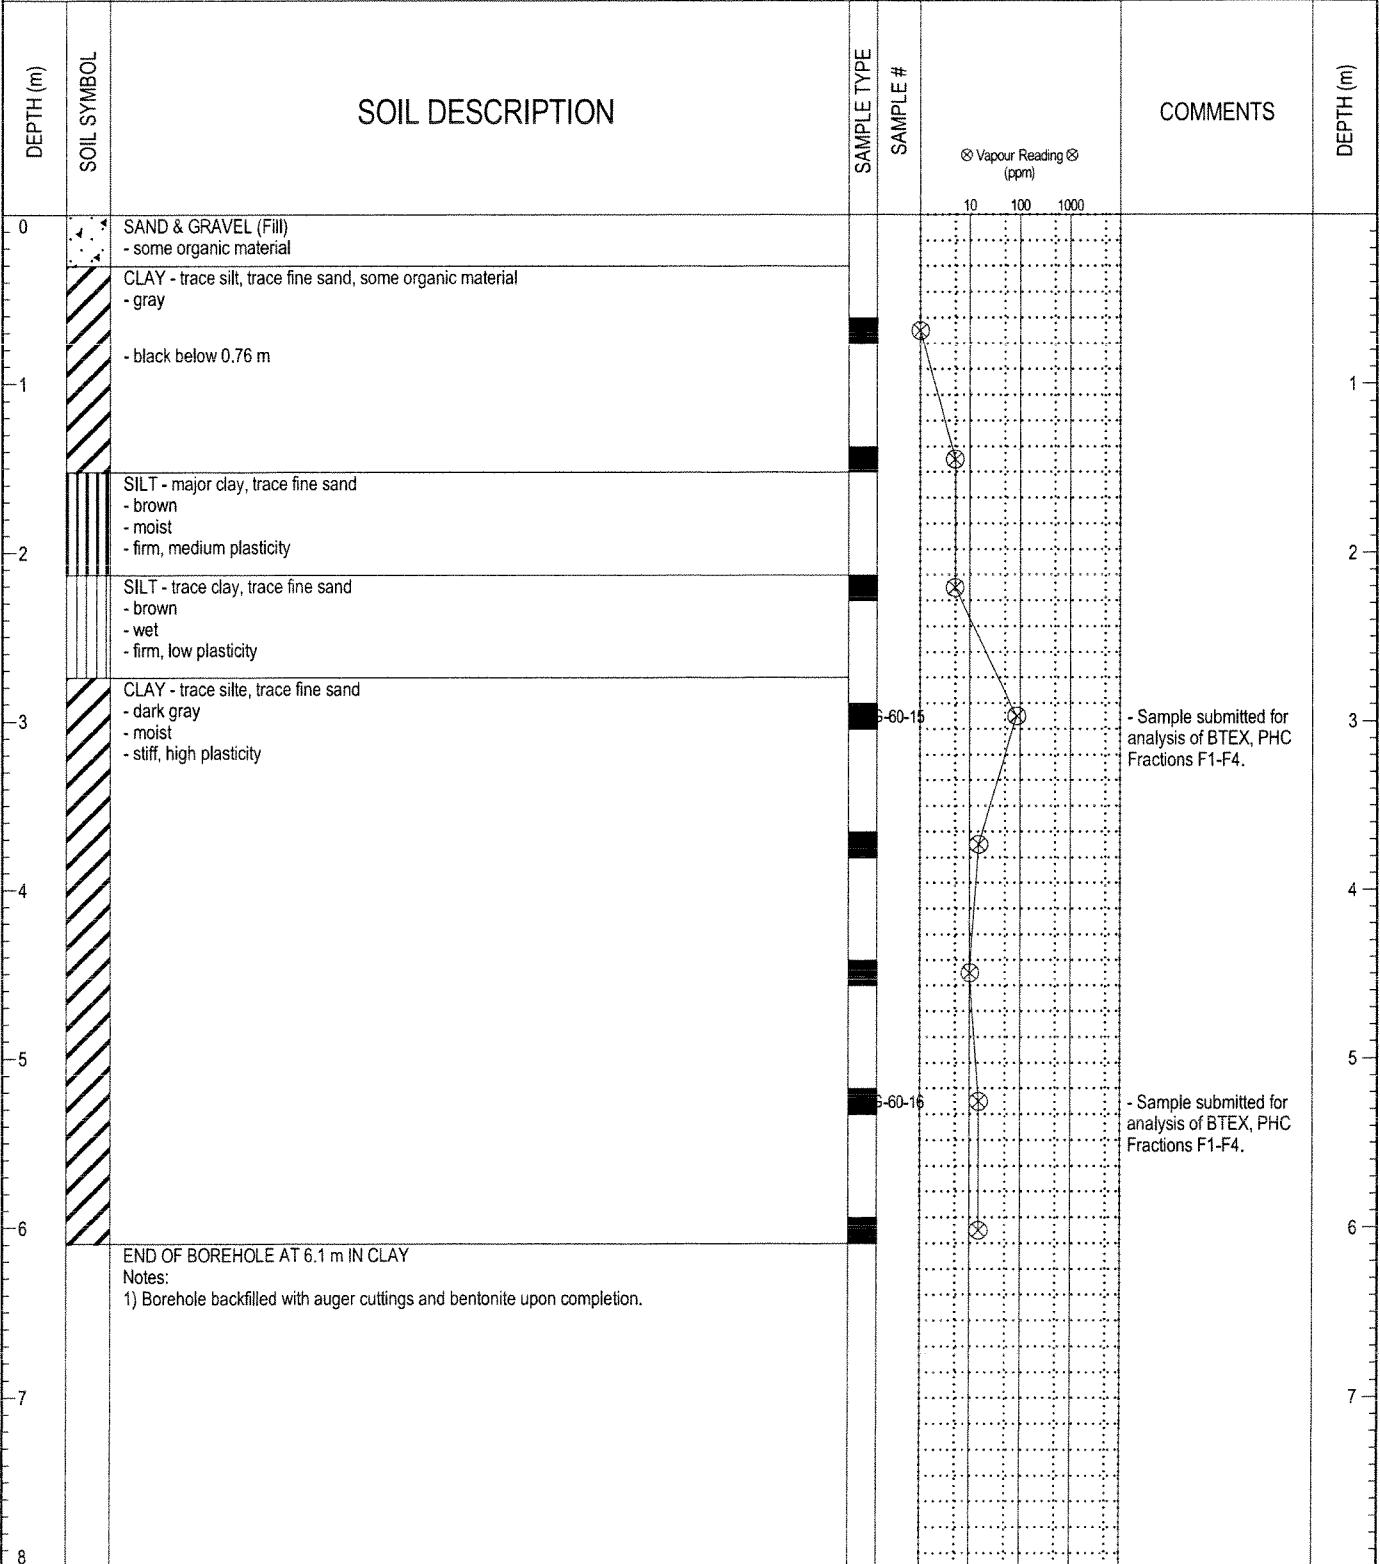 DEPTH (m)
SOIL SYMBOL
SOIL DESCRIPTION
SAMPLE TYPE
SAMPLE #
Vapour Reading
(ppm)
10 100 1000
COMMENTS
DEPTH (m)
0
SAND & GRAVEL (Fill)
- some organic material
CLAY - trace silt, trace fine sand, some organic material
- gray
- black below 0.76 m
1 1
SILT - major clay, trace fine sand
- brown
- moist
- firm, medium plasticity
2 2
SILT - trace clay, trace fine sand
- brown
- wet
- firm, low plasticity
CLAY - trace silte, trace fine sand
- dark gray
- moist
- stiff, high plasticity
3 3
S-60-15
- Sample submitted for
analysis of BTEX, PHC
Fractions F1-F4.
4 4
5 5
S-60-16
- Sample submitted for
analysis of BTEX, PHC
Fractions F1-F4.
6 6
END OF BOREHOLE AT 6.1 m IN CLAY
Notes:
1) Borehole backfilled with auger cuttings and bentonite upon completion.
7 7
8